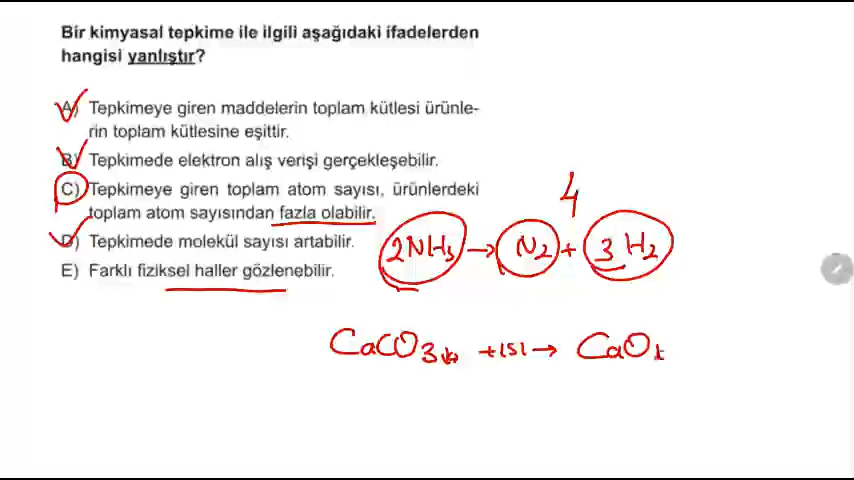 Bir kimyasal tepkime ile ilgili aşağıdaki ifadelerden
hangisi yanlıştır?
A) Tepkimeye giren maddelerin toplam kütlesi ürünle-
rin toplam kütlesine eşittir.
B) Tepkimede elektron alış verişi gerçekleşebilir.
C) Tepkimeye giren toplam atom sayısı, ürünlerdeki
toplam atom sayısından fazla olabilir.
D) Tepkimede molekül sayısı artabilir.
E) Farklı fiziksel haller gözlenebilir.
4
2NH3 → N2 + 3H2
CaCO3 +ısı → CaO